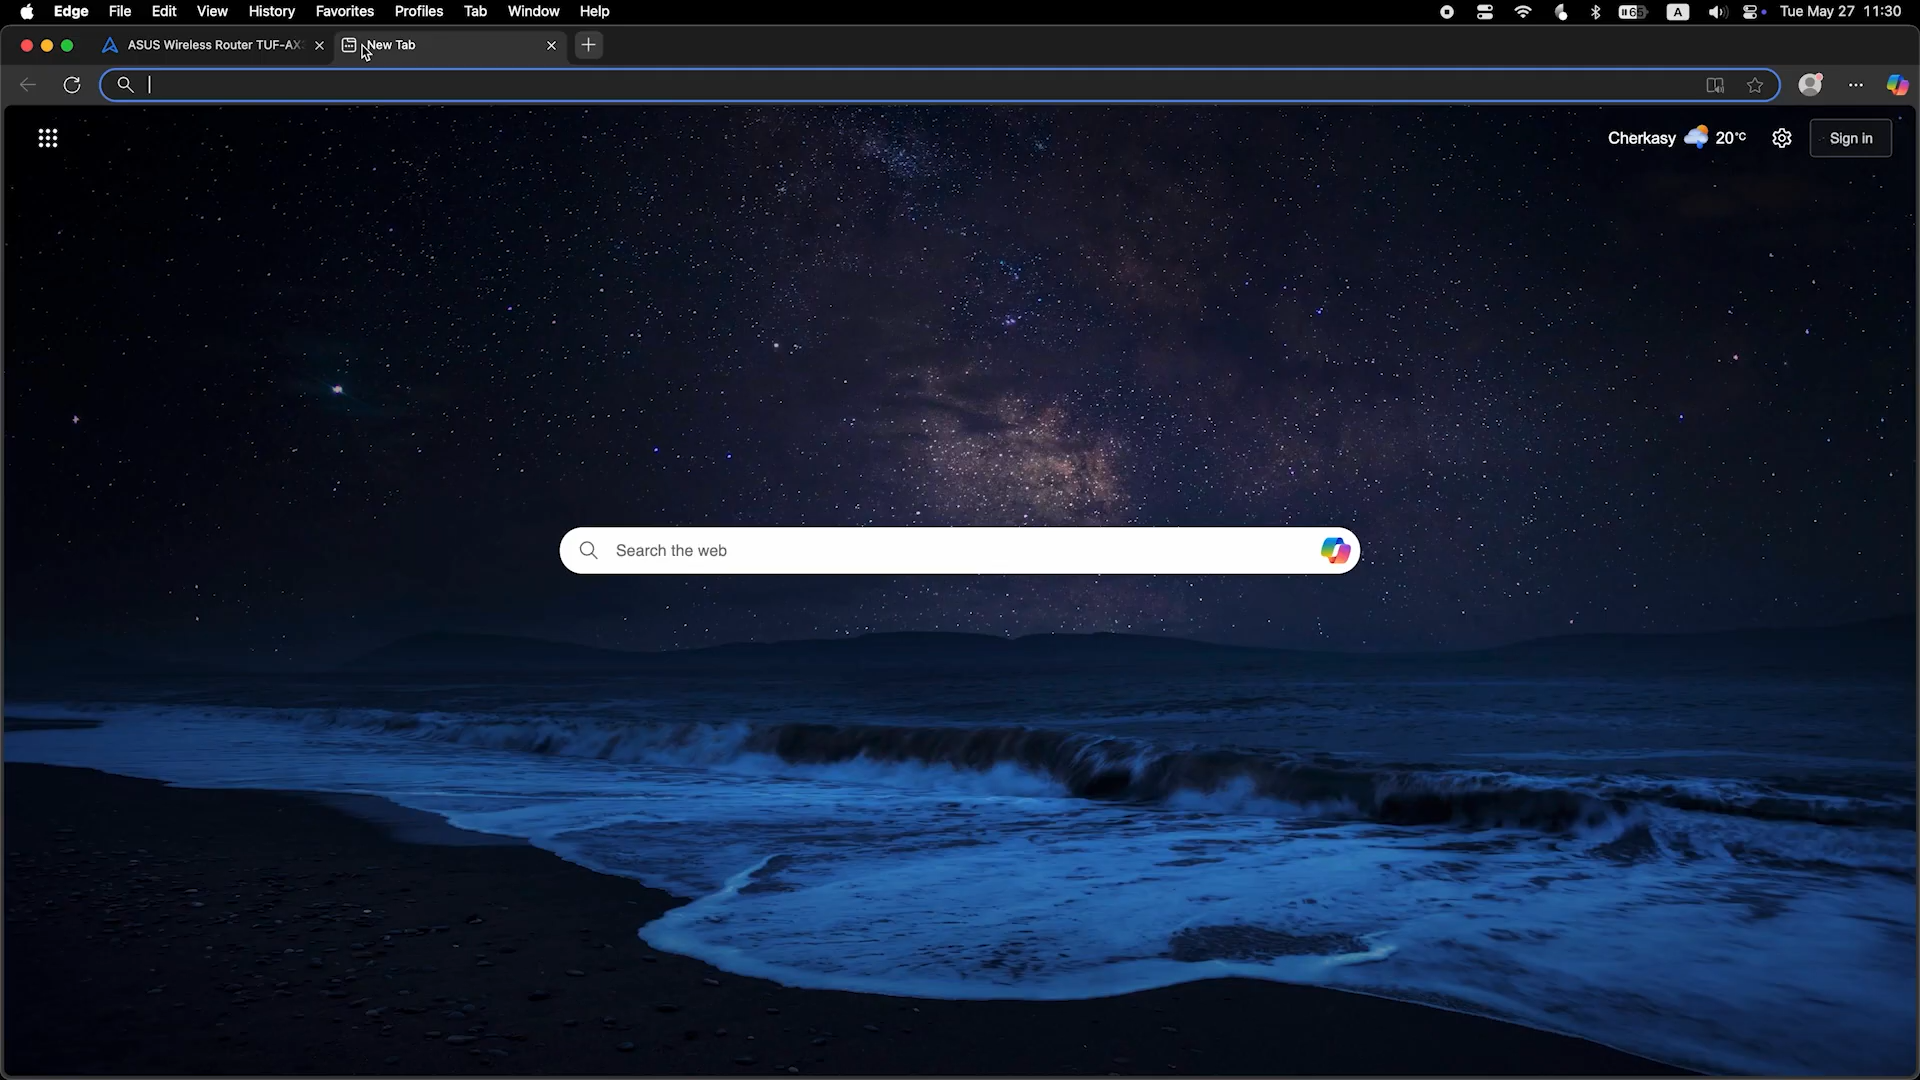 Edge File Edit View History Favorites Profiles Tab Window Help 65 A Tue May 27 11:30
ASUS Wireless Router TUF-AX New Tab
Cherkasy 20°C Sign in
Search the web